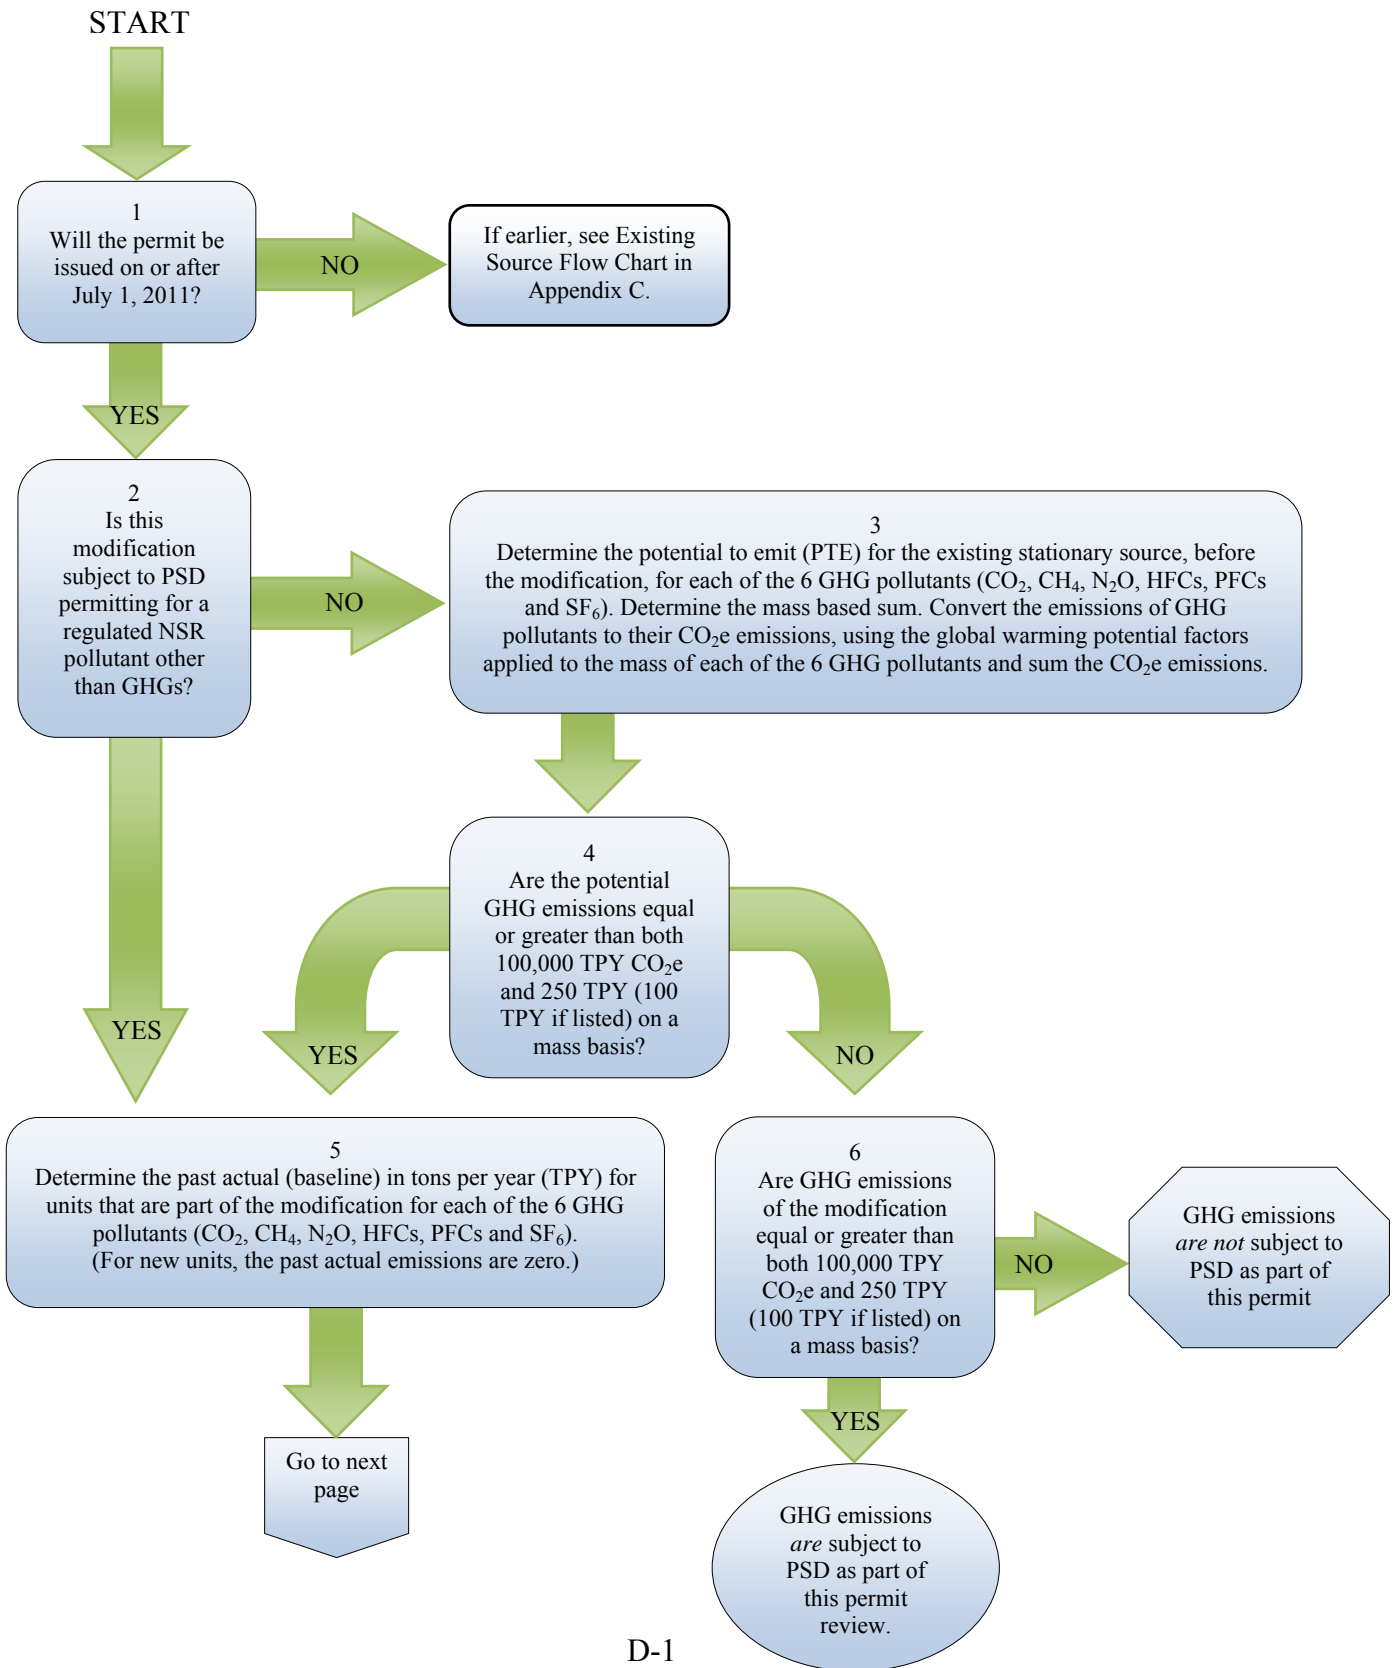 START
1
Will the permit be
issued on or after
July 1, 2011?
NO
If earlier, see Existing
Source Flow Chart in
Appendix C.
YES
2
Is this
modification
subject to PSD
permitting for a
regulated NSR
pollutant other
than GHGs?
NO
3
Determine the potential to emit (PTE) for the existing stationary source, before
the modification, for each of the 6 GHG pollutants (CO₂, CH₄, N₂O, HFCs, PFCs
and SF₆). Determine the mass based sum. Convert the emissions of GHG
pollutants to their CO₂e emissions, using the global warming potential factors
applied to the mass of each of the 6 GHG pollutants and sum the CO₂e emissions.
4
Are the potential
GHG emissions equal
or greater than both
100,000 TPY CO₂e
and 250 TPY (100
TPY if listed) on a
mass basis?
YES
YES
NO
5
Determine the past actual (baseline) in tons per year (TPY) for
units that are part of the modification for each of the 6 GHG
pollutants (CO₂, CH₄, N₂O, HFCs, PFCs and SF₆).
(For new units, the past actual emissions are zero.)
6
Are GHG emissions
of the modification
equal or greater than
both 100,000 TPY
CO₂e and 250 TPY
(100 TPY if listed) on
a mass basis?
NO
GHG emissions
are not subject to
PSD as part of
this permit
YES
Go to next
page
GHG emissions
are subject to
PSD as part of
this permit
review.
D-1